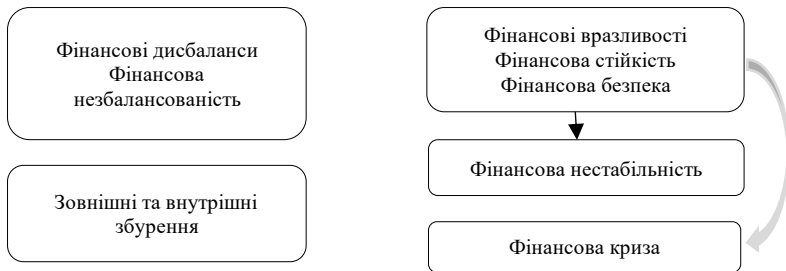 Фінансові дисбаланси
Фінансова
незбалансованість
Зовнішні та внутрішні
збурення
Фінансові вразливості
Фінансова стійкість
Фінансова безпека
Фінансова нестабільність
Фінансова криза